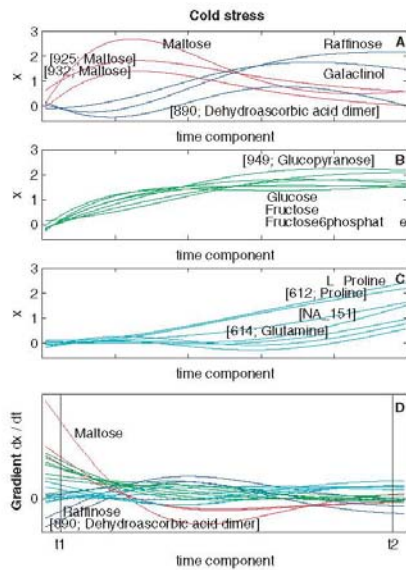 Cold stress
A
Maltose
Raffinose
[925; Maltose]
[932; Maltose]
Galactinol
[890; Dehydroascorbic acid dimer]
3
2
1
0
x
time component
B
[949; Glucopyranose]
Glucose
Fructose
Fructose6phosphat e
3
2
1
0
x
time component
C
L Proline
[612; Proline]
[NA_151]
[614; Glutamine]
3
2
1
0
x
time component
D
Maltose
Raffinose
[890; Dehydroascorbic acid dimer]
Gradient dx / dt
0
t1
t2
time component